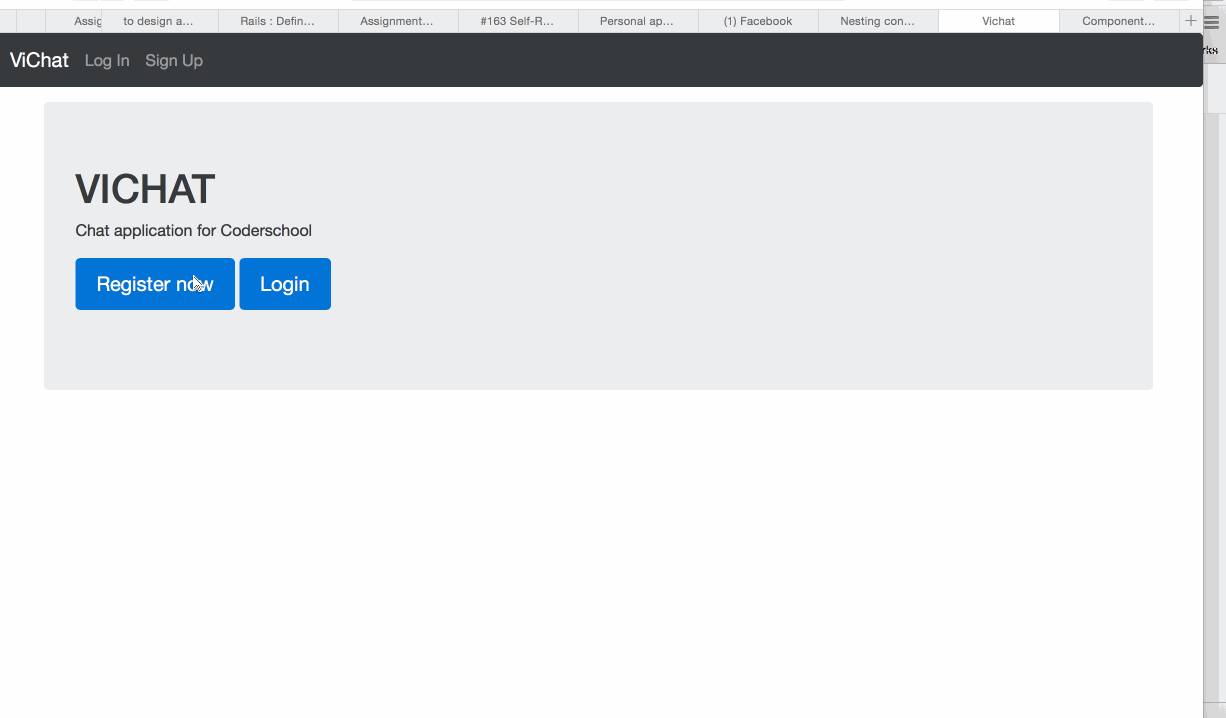 Assig to design a... Rails : Defin... Assignment... #163 Self-R... Personal ap... (1) Facebook Nesting con... Vichat Component... +
rks
ViChat Log In Sign Up
VICHAT
Chat application for Coderschool
Register now Login